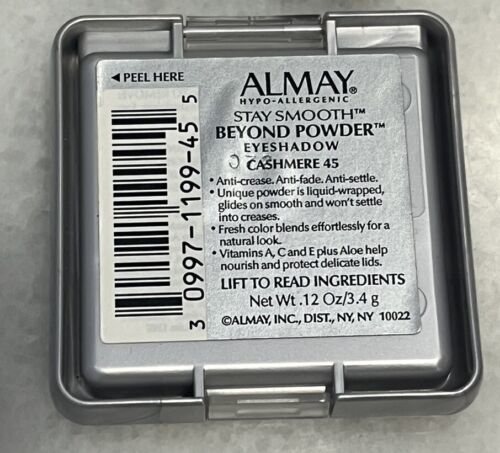 ◄ PEEL HERE
ALMAY®
HYPO-ALLERGENIC
STAY SMOOTH™
BEYOND POWDER™
EYESHADOW
CASHMERE 45
• Anti-crease. Anti-fade. Anti-settle.
• Unique powder is liquid-wrapped,
glides on smooth and won't settle
into creases.
• Fresh color blends effortlessly for a
natural look.
• Vitamins A, C and E plus Aloe help
nourish and protect delicate lids.
LIFT TO READ INGREDIENTS
Net Wt .12 Oz/3.4 g
©ALMAY, INC., DIST., NY, NY 10022
3 0997-1199-45 5